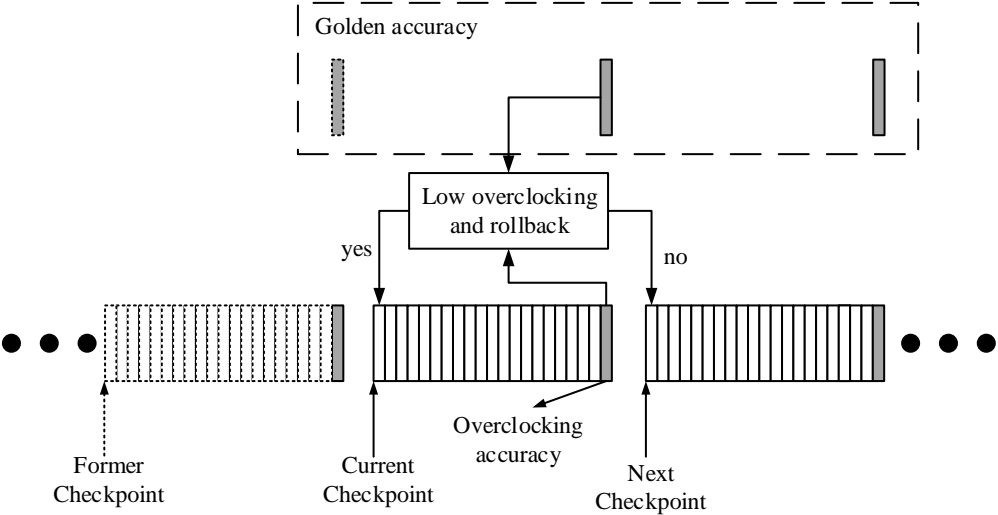 Golden accuracy
Low overclocking
and rollback
yes
no
Overclocking
accuracy
Former
Checkpoint
Current
Checkpoint
Next
Checkpoint